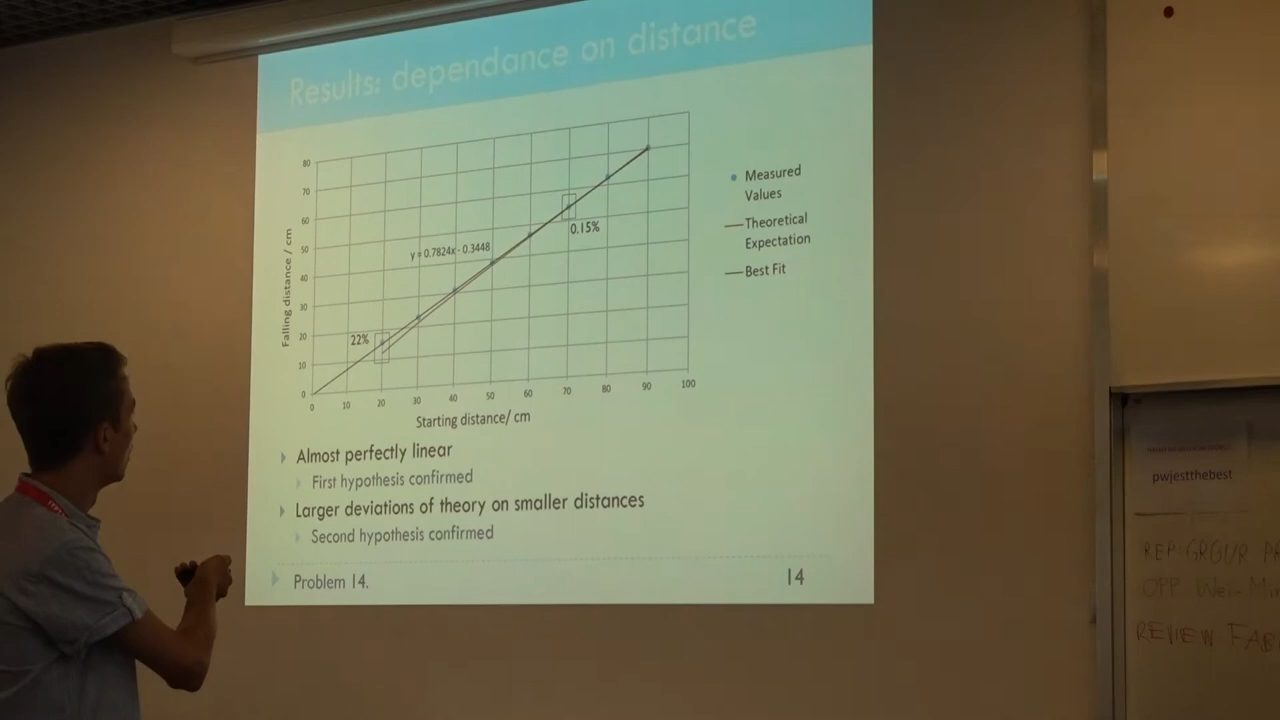 Results: dependance on distance
80
70
60
50
40
30
20
10
0
Falling distance / cm
y = 0.7824x - 0.3448
22%
0.15%
0 10 20 30 40 50 60 70 80 90 100
Starting distance/ cm
Measured
Values
Theoretical
Expectation
Best Fit
Almost perfectly linear
First hypothesis confirmed
Larger deviations of theory on smaller distances
Second hypothesis confirmed
Problem 14.
14
pwjestthebest
REP: GRGUR
OPP: Wei-
REVIEW